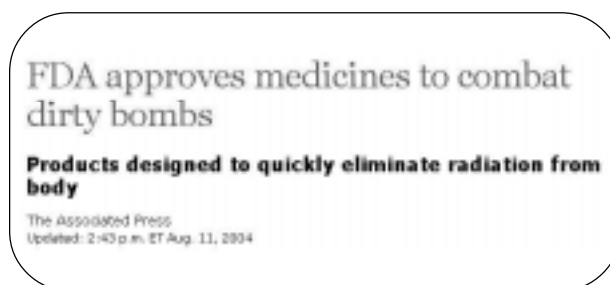 FDA approves medicines to combat
dirty bombs
Products designed to quickly eliminate radiation from
body
The Associated Press
Updated: 2:43 p.m. ET Aug. 11, 2004